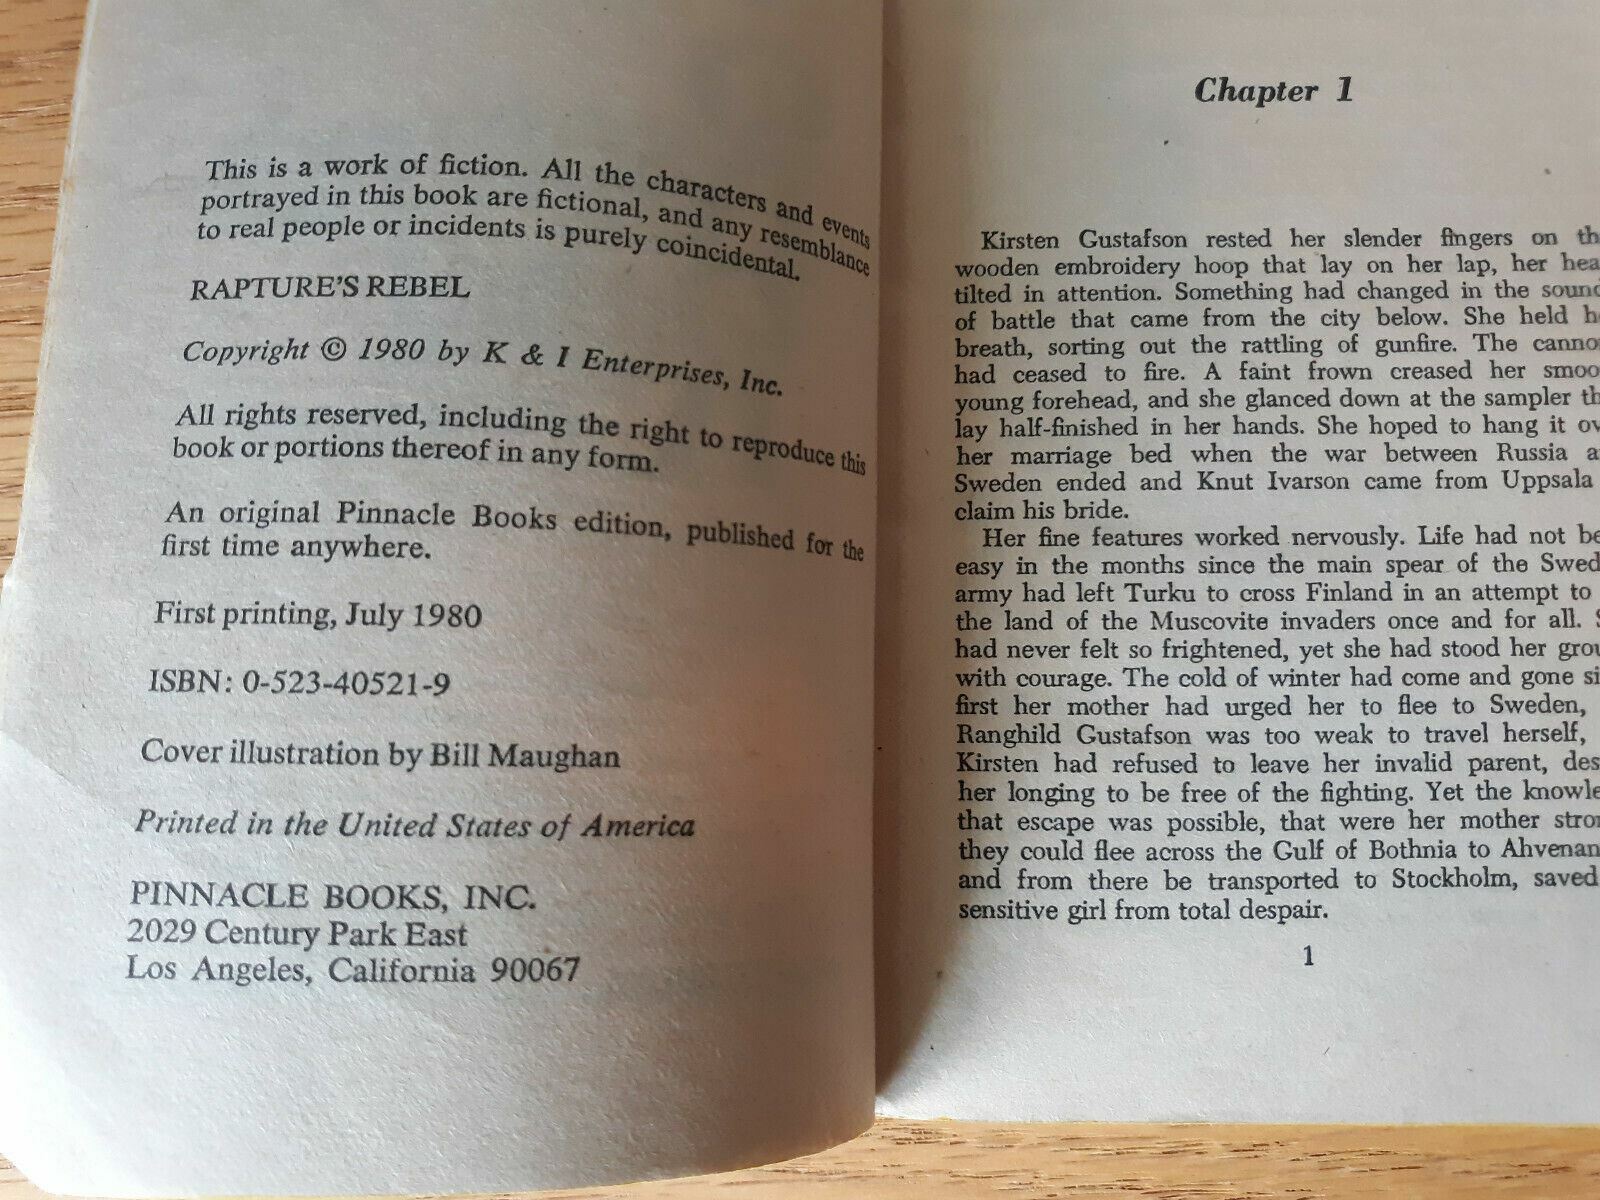 This is a work of fiction. All the characters and events
portrayed in this book are fictional, and any resemblance
to real people or incidents is purely coincidental.
RAPTURE'S REBEL
Copyright © 1980 by K & I Enterprises, Inc.
All rights reserved, including the right to reproduce this
book or portions thereof in any form.
An original Pinnacle Books edition, published for the
first time anywhere.
First printing, July 1980
ISBN: 0-523-40521-9
Cover illustration by Bill Maughan
Printed in the United States of America
PINNACLE BOOKS, INC.
2029 Century Park East
Los Angeles, California 90067
Chapter 1
Kirsten Gustafson rested her slender fingers on th
wooden embroidery hoop that lay on her lap, her hea
tilted in attention. Something had changed in the sound
of battle that came from the city below. She held h
breath, sorting out the rattling of gunfire. The canno
had ceased to fire. A faint frown creased her smoo
young forehead, and she glanced down at the sampler th
lay half-finished in her hands. She hoped to hang it ov
her marriage bed when the war between Russia a
Sweden ended and Knut Ivarson came from Uppsala
claim his bride.
Her fine features worked nervously. Life had not be
easy in the months since the main spear of the Swed
army had left Turku to cross Finland in an attempt to
the land of the Muscovite invaders once and for all. S
had never felt so frightened, yet she had stood her grou
with courage. The cold of winter had come and gone si
first her mother had urged her to flee to Sweden,
Ranghild Gustafson was too weak to travel herself,
Kirsten had refused to leave her invalid parent, des
her longing to be free of the fighting. Yet the knowle
that escape was possible, that were her mother stron
they could flee across the Gulf of Bothnia to Ahvenan
and from there be transported to Stockholm, saved
sensitive girl from total despair.
1